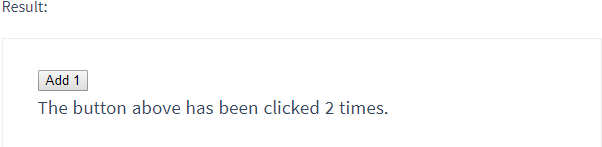 Result:
Add 1
The button above has been clicked 2 times.